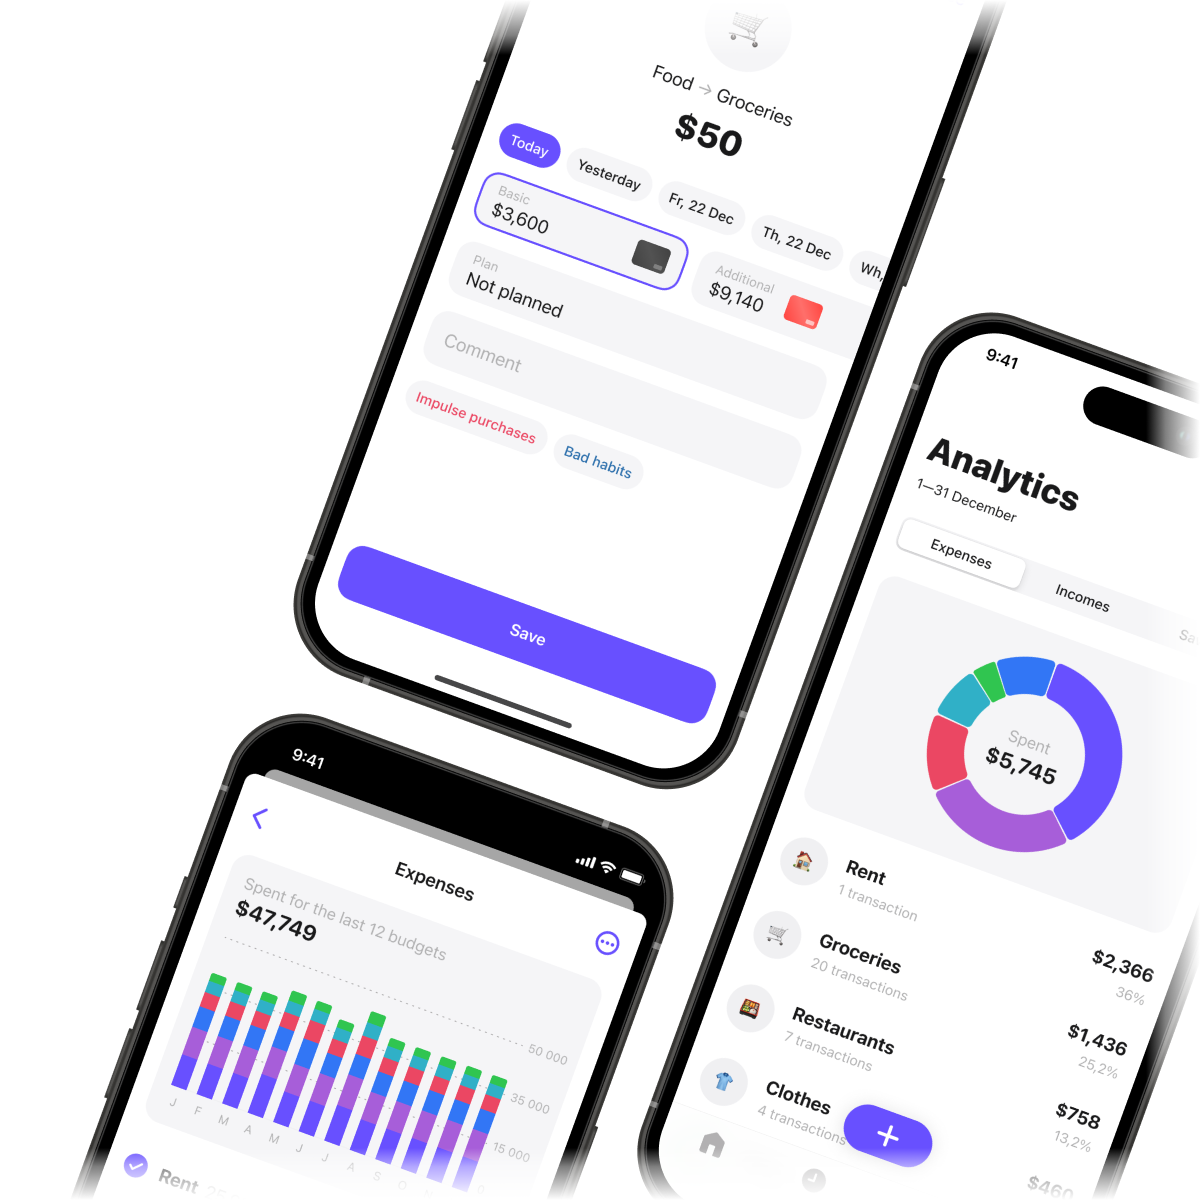 Food → Groceries
$50
Today
Yesterday
Fr, 22 Dec
Th, 22 Dec
Wh,
Basic
$3,600
Additional
$9,140
Plan
Not planned
Comment
Impulse purchases
Bad habits
Save
9:41
Analytics
1—31 December
Expenses
Incomes
Spent
$5,745
Rent
1 transaction
$2,366
36%
Groceries
20 transactions
$1,436
25,2%
Restaurants
7 transactions
$758
13,2%
Clothes
4 transactions
$460
9:41
Expenses
Spent for the last 12 budgets
$47,749
50 000
35 000
15 000
0
J F M A M J J A S O
Rent